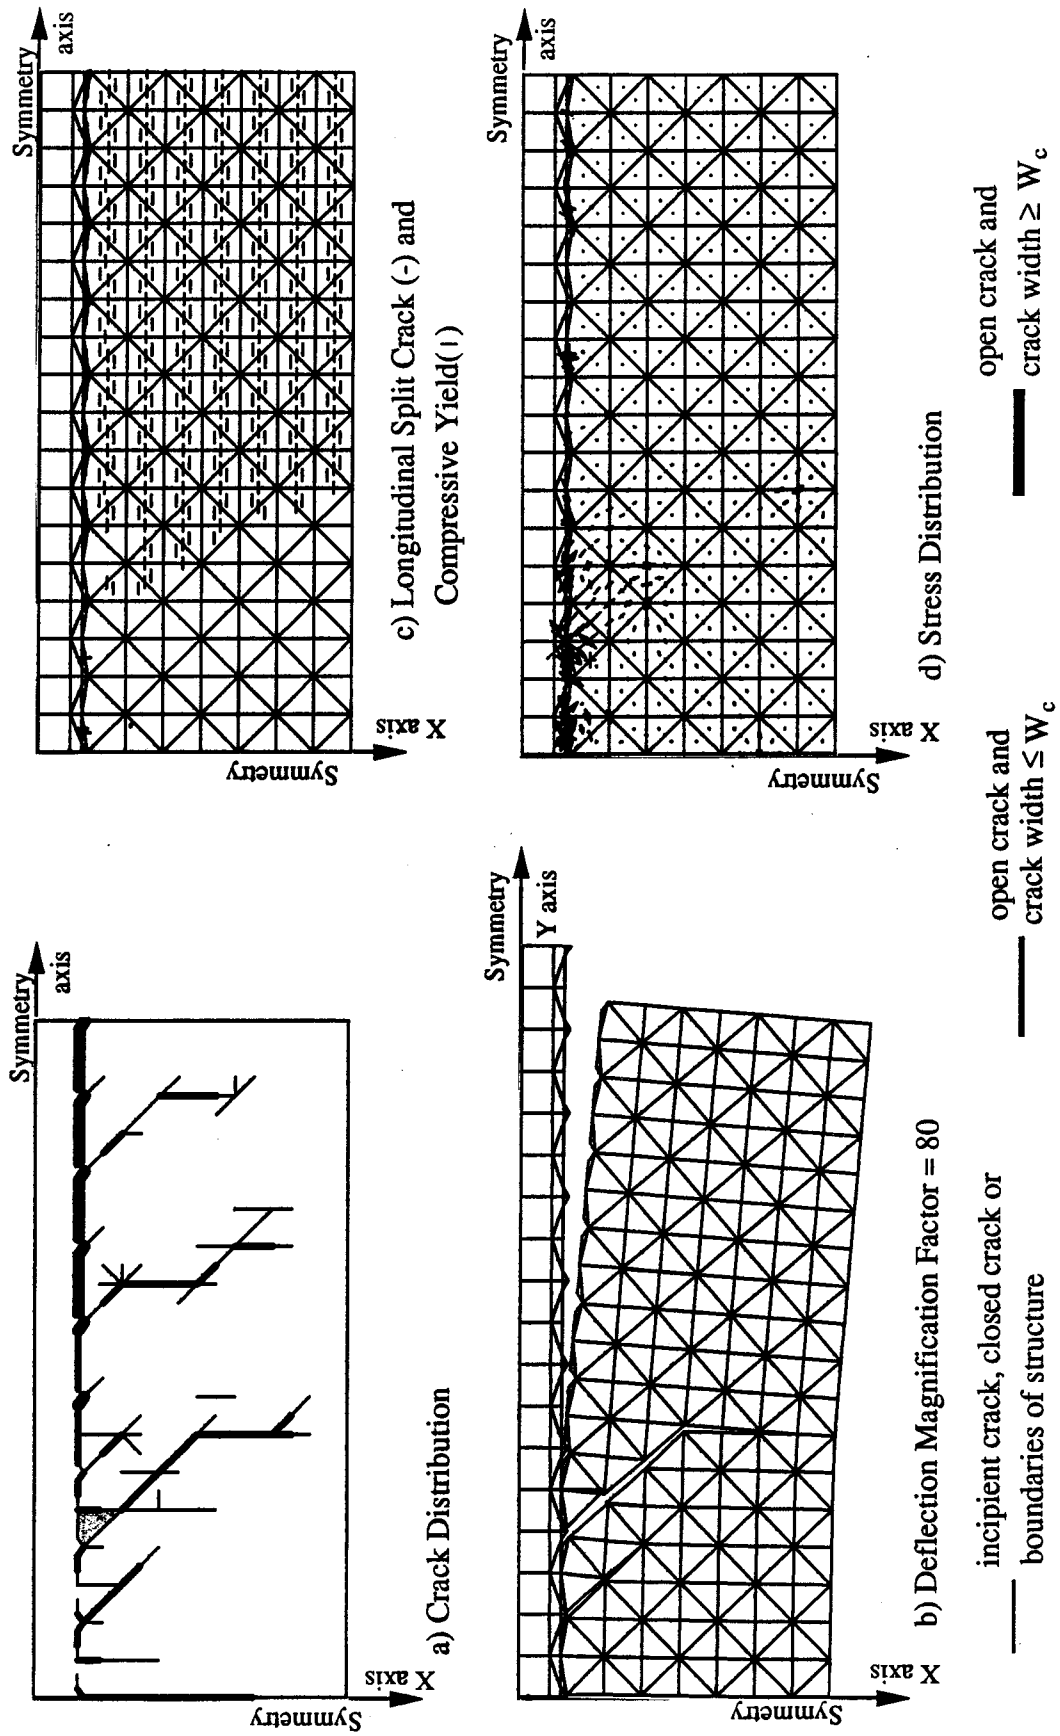 Symmetry
axis
Symmetry
X axis
a) Crack Distribution
Symmetry
axis
Symmetry
X axis
c) Longitudinal Split Crack (-) and
Compressive Yield(ı)
Symmetry
Y axis
Symmetry
X axis
b) Deflection Magnification Factor = 80
Symmetry
axis
Symmetry
X axis
d) Stress Distribution
incipient crack, closed crack or
boundaries of structure
open crack and
crack width ≤ Wc
open crack and
crack width ≥ Wc